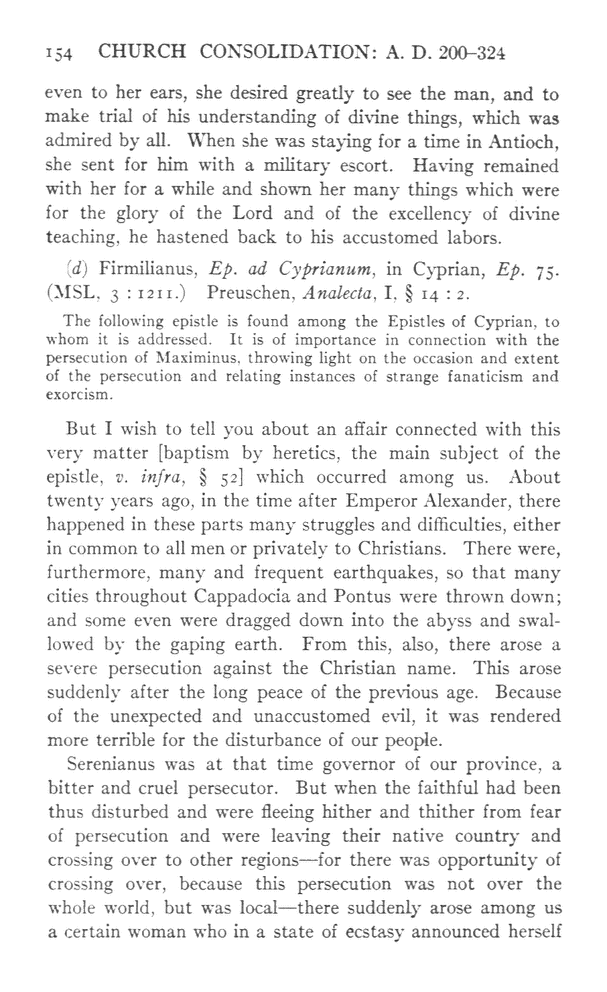 154 CHURCH CONSOLIDATION: A. D. 200–324
even to her ears, she desired greatly to see the man, and to
make trial of his understanding of divine things, which was
admired by all. When she was staying for a time in Antioch,
she sent for him with a military escort. Having remained
with her for a while and shown her many things which were
for the glory of the Lord and of the excellency of divine
teaching, he hastened back to his accustomed labors.
(d) Firmilianus, Ep. ad Cyprianum, in Cyprian, Ep. 75.
(MSL, 3 : 1211.) Preuschen, Analecta, I, § 14 : 2.
The following epistle is found among the Epistles of Cyprian, to
whom it is addressed. It is of importance in connection with the
persecution of Maximinus, throwing light on the occasion and extent
of the persecution and relating instances of strange fanaticism and
exorcism.
But I wish to tell you about an affair connected with this
very matter [baptism by heretics, the main subject of the
epistle, v. infra, § 52] which occurred among us. About
twenty years ago, in the time after Emperor Alexander, there
happened in these parts many struggles and difficulties, either
in common to all men or privately to Christians. There were,
furthermore, many and frequent earthquakes, so that many
cities throughout Cappadocia and Pontus were thrown down;
and some even were dragged down into the abyss and swal-
lowed by the gaping earth. From this, also, there arose a
severe persecution against the Christian name. This arose
suddenly after the long peace of the previous age. Because
of the unexpected and unaccustomed evil, it was rendered
more terrible for the disturbance of our people.
Serenianus was at that time governor of our province, a
bitter and cruel persecutor. But when the faithful had been
thus disturbed and were fleeing hither and thither from fear
of persecution and were leaving their native country and
crossing over to other regions—for there was opportunity of
crossing over, because this persecution was not over the
whole world, but was local—there suddenly arose among us
a certain woman who in a state of ecstasy announced herself